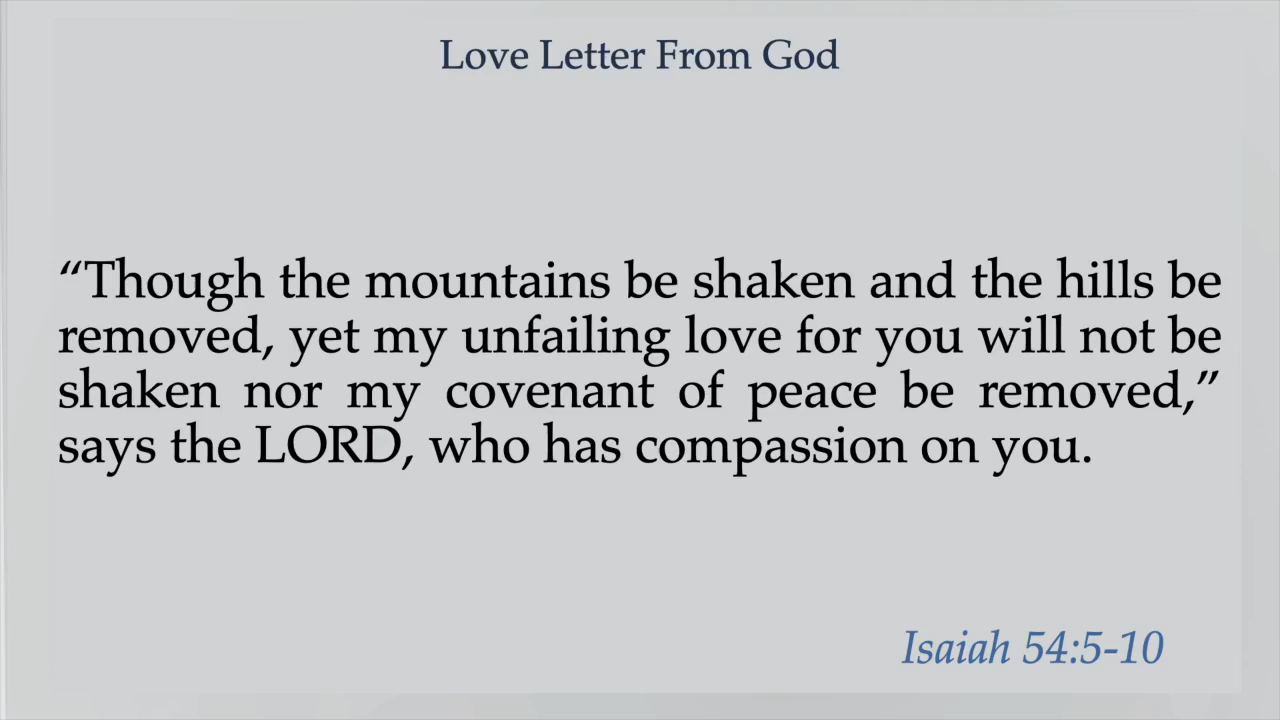 Love Letter From God
“Though the mountains be shaken and the hills be
removed, yet my unfailing love for you will not be
shaken nor my covenant of peace be removed,”
says the LORD, who has compassion on you.
Isaiah 54:5-10